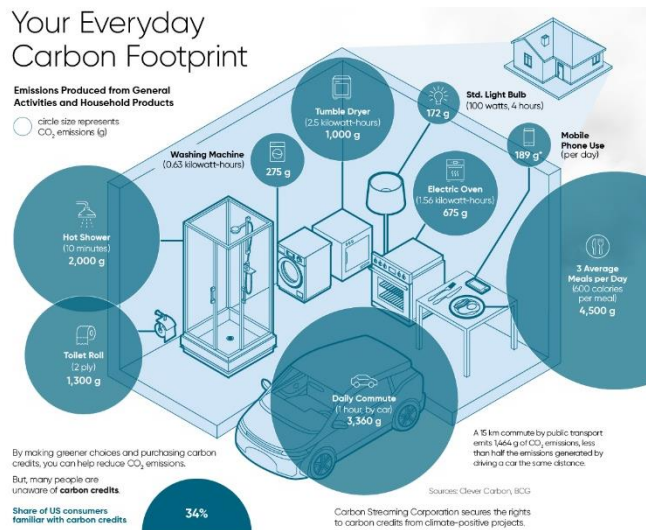 Your Everyday
Carbon Footprint
Emissions Produced from General
Activities and Household Products
circle size represents
CO₂ emissions (g)
Tumble Dryer
(2.5 kilowatt-hours)
1,000 g
172 g
Std. Light Bulb
(100 watts, 4 hours)
Washing Machine
(0.63 kilowatt-hours)
275 g
189 g*
Mobile
Phone Use
(per day)
Electric Oven
(1.56 kilowatt-hours)
675 g
Hot Shower
(10 minutes)
2,000 g
3 Average
Meals per Day
(600 calories
per meal)
4,500 g
Toilet Roll
(2 ply)
1,300 g
Daily Commute
(1 hour by car)
3,360 g
A 15 km commute by public transport
emits 1,464 g of CO₂ emissions, less
than half the emissions generated by
driving a car the same distance.
By making greener choices and purchasing carbon
credits, you can help reduce CO₂ emissions.
But, many people are
unaware of carbon credits.
Share of US consumers
familiar with carbon credits
34%
Sources: Clever Carbon, BCG
Carbon Streaming Corporation secures the rights
to carbon credits from climate-positive projects.